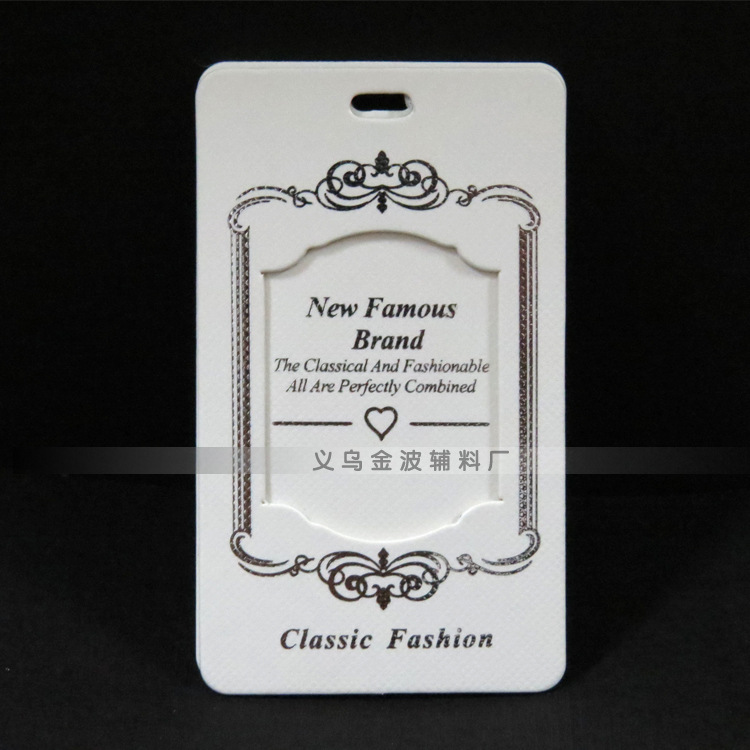 New Famous
Brand
The Classical And Fashionable
All Are Perfectly Combined
义乌金波辅料厂
Classic Fashion